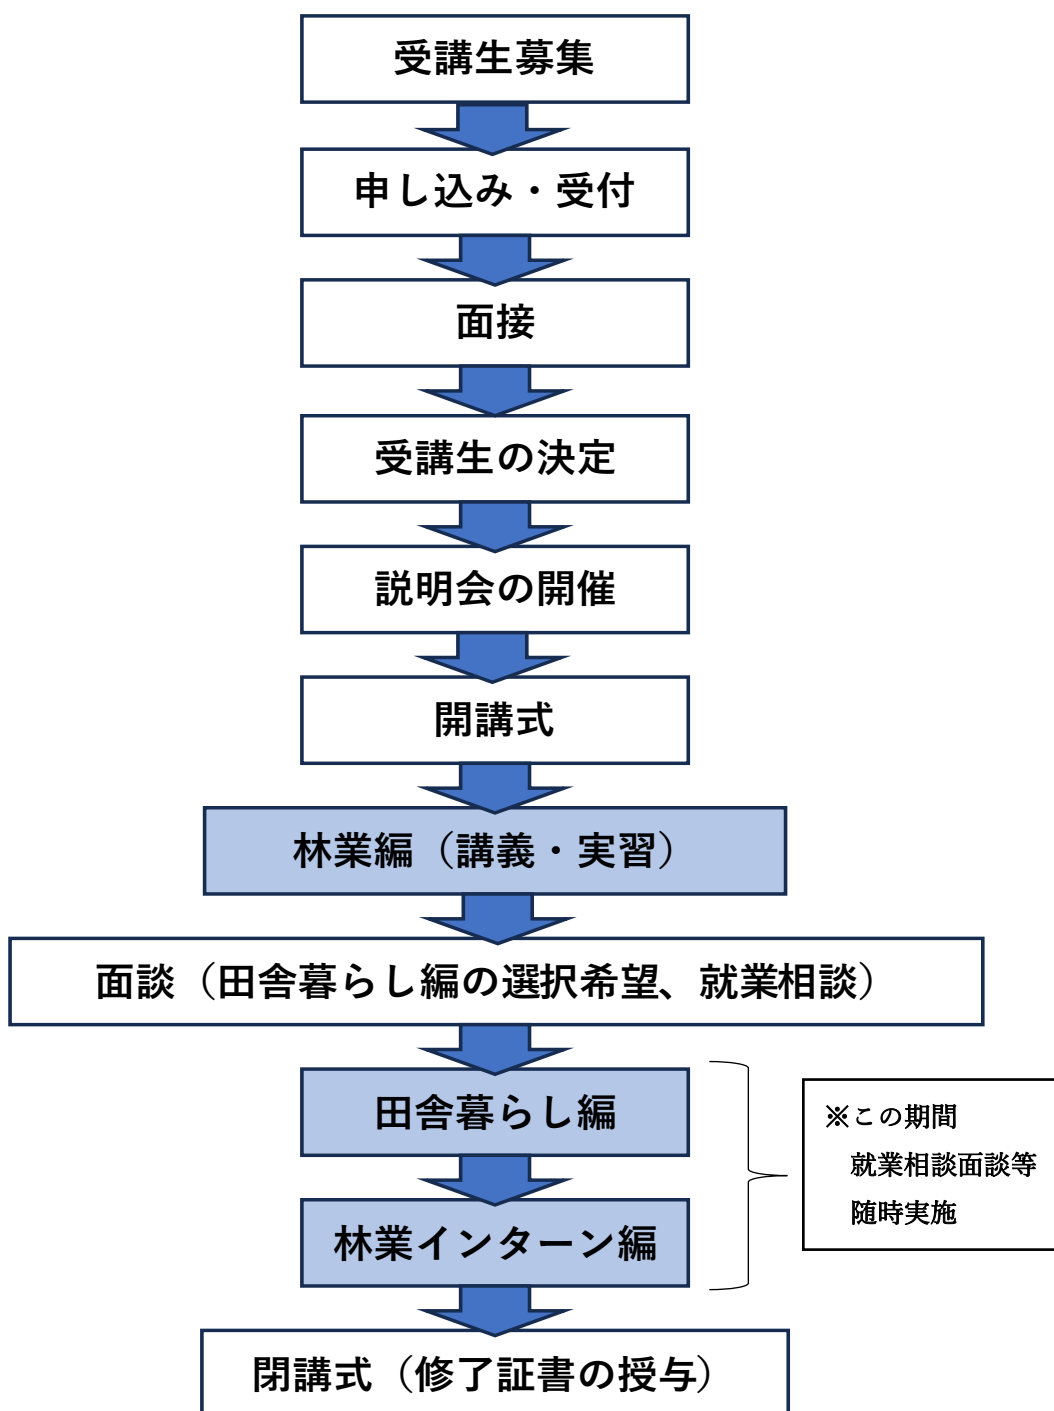 受講生募集
申し込み・受付
面接
受講生の決定
説明会の開催
開講式
林業編（講義・実習）
面談（田舎暮らし編の選択希望、就業相談）
田舎暮らし編
林業インターン編
※この期間
就業相談面談等
随時実施
閉講式（修了証書の授与）